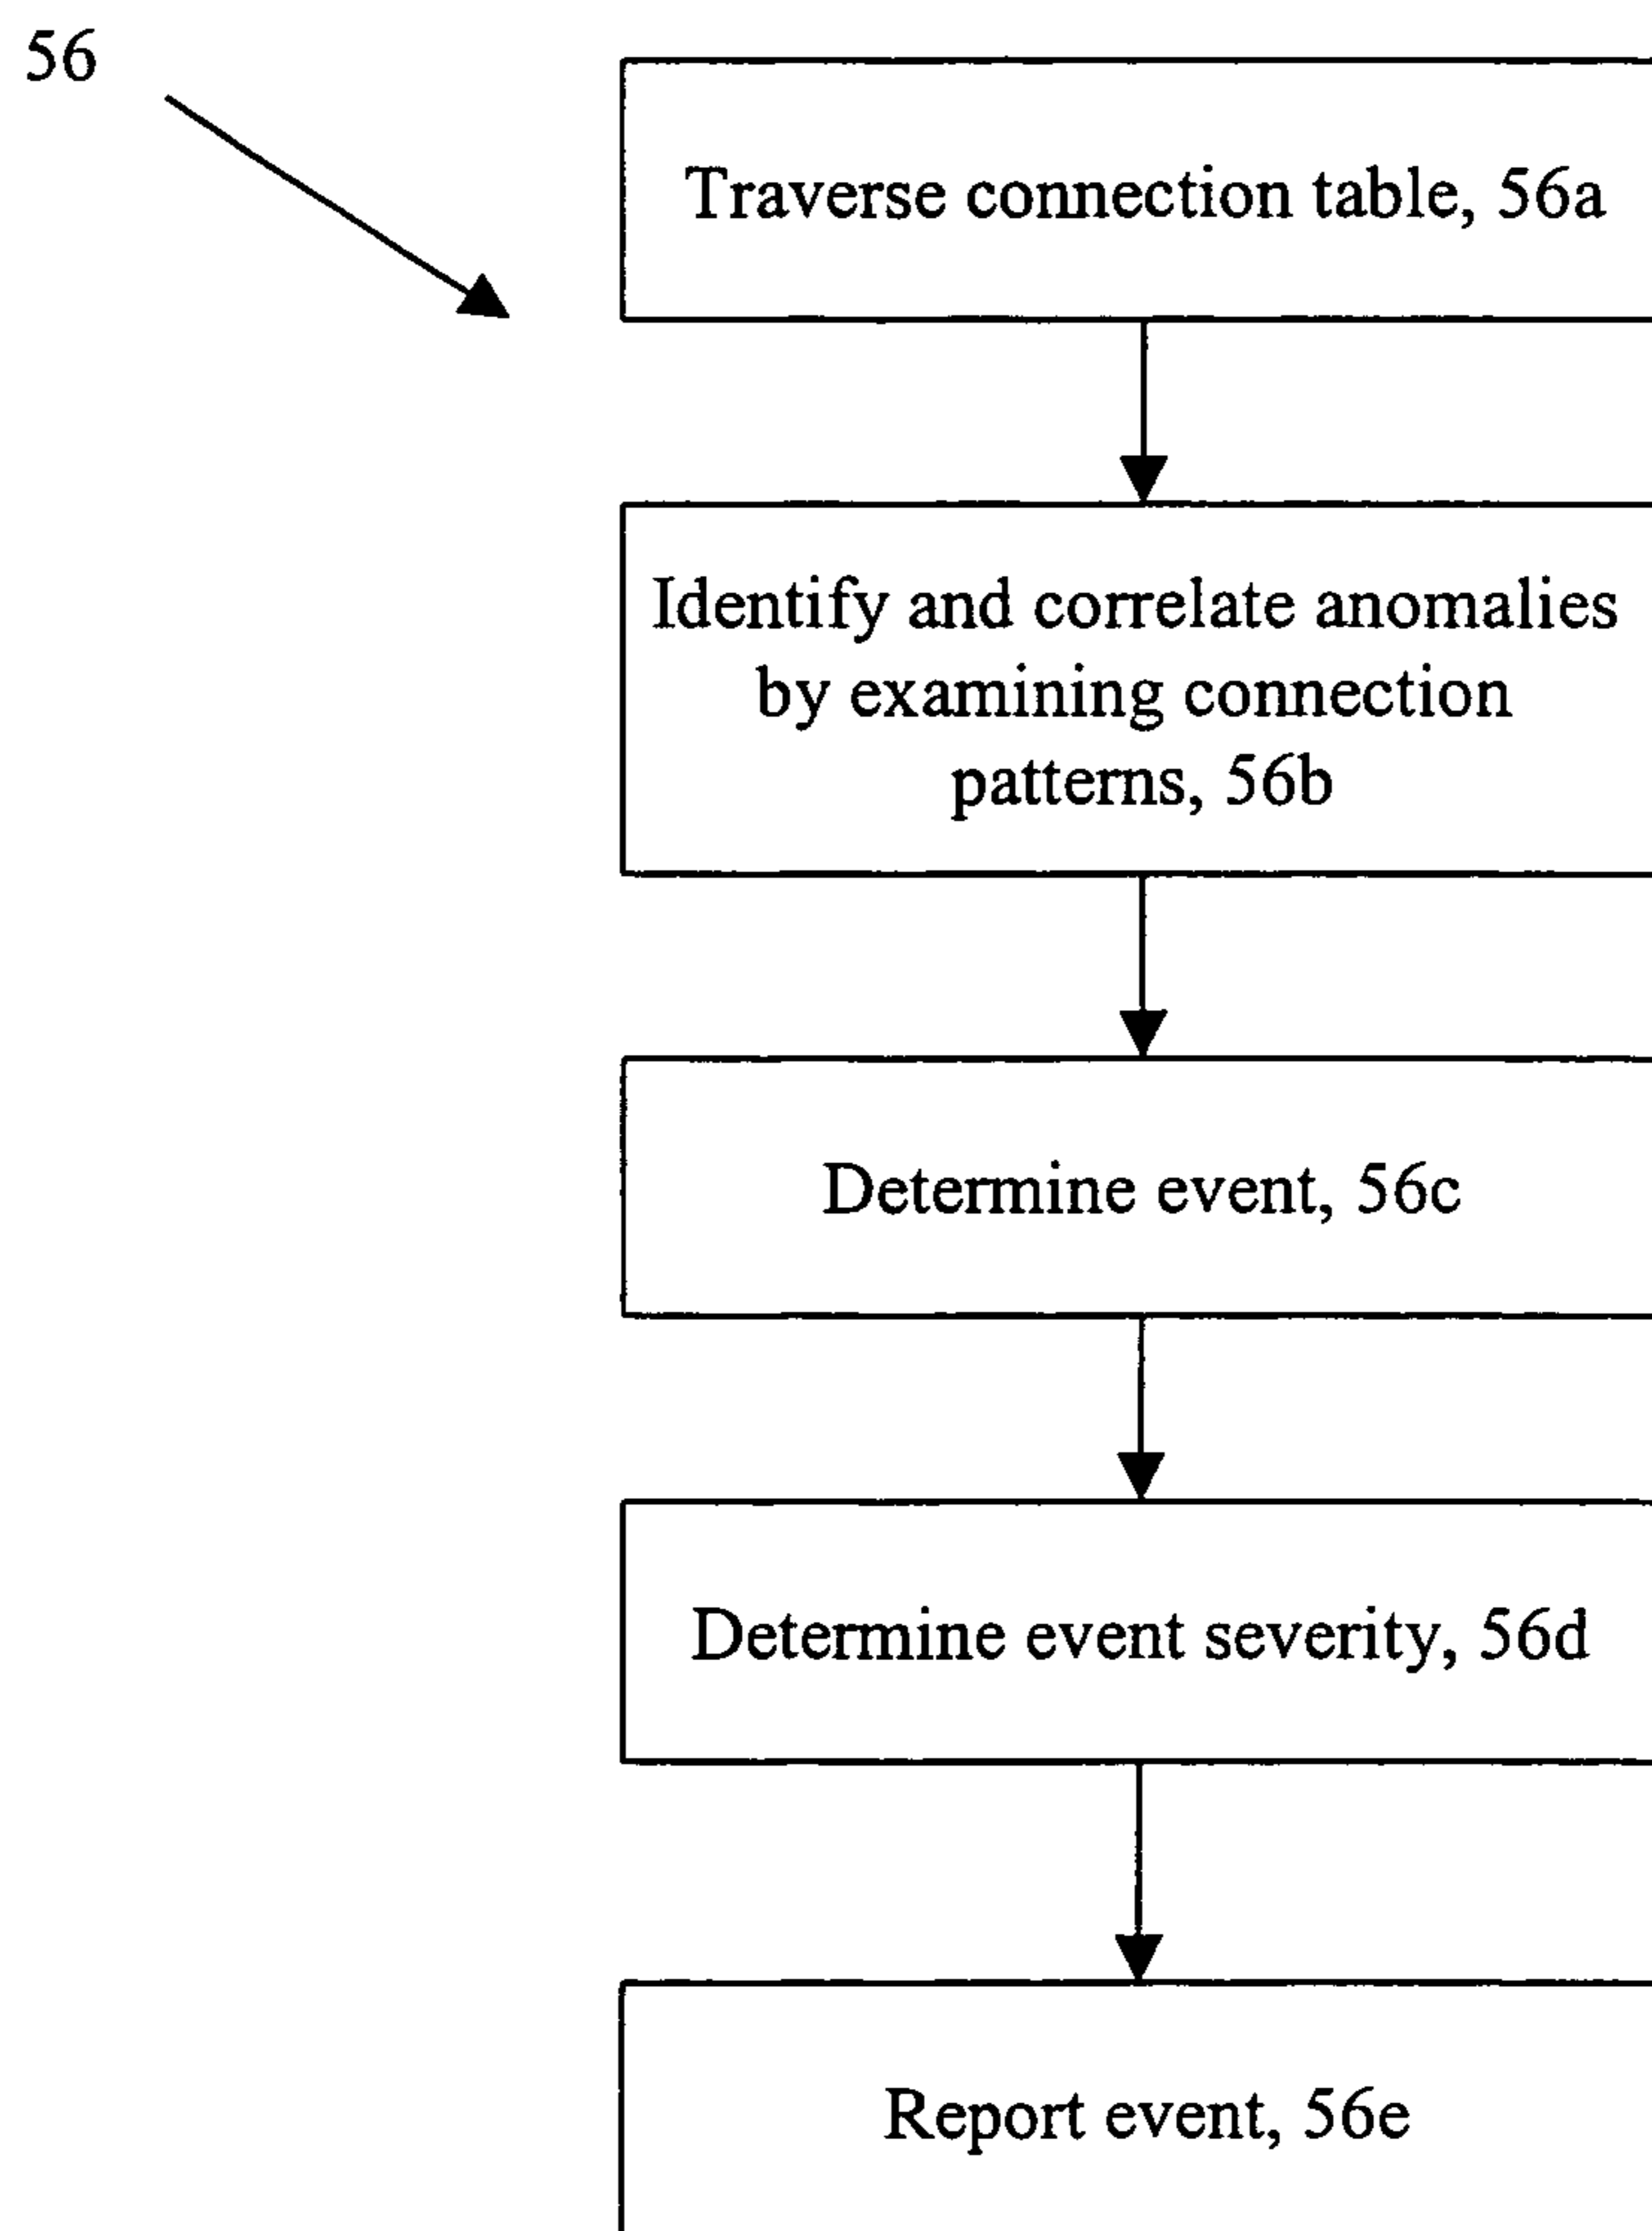 56
Traverse connection table, 56a
Identify and correlate anomalies
by examining connection
patterns, 56b
Determine event, 56c
Determine event severity, 56d
Report event, 56e